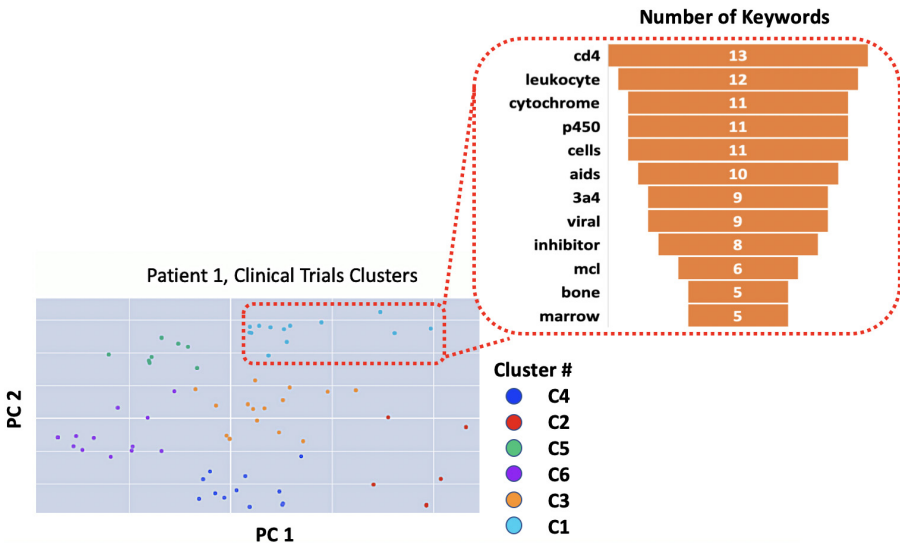 Number of Keywords
cd4 13
leukocyte 12
cytochrome 11
p450 11
cells 11
aids 10
3a4 9
viral 9
inhibitor 8
mcl 6
bone 5
marrow 5
Patient 1, Clinical Trials Clusters
PC 2
PC 1
Cluster #
C4
C2
C5
C6
C3
C1